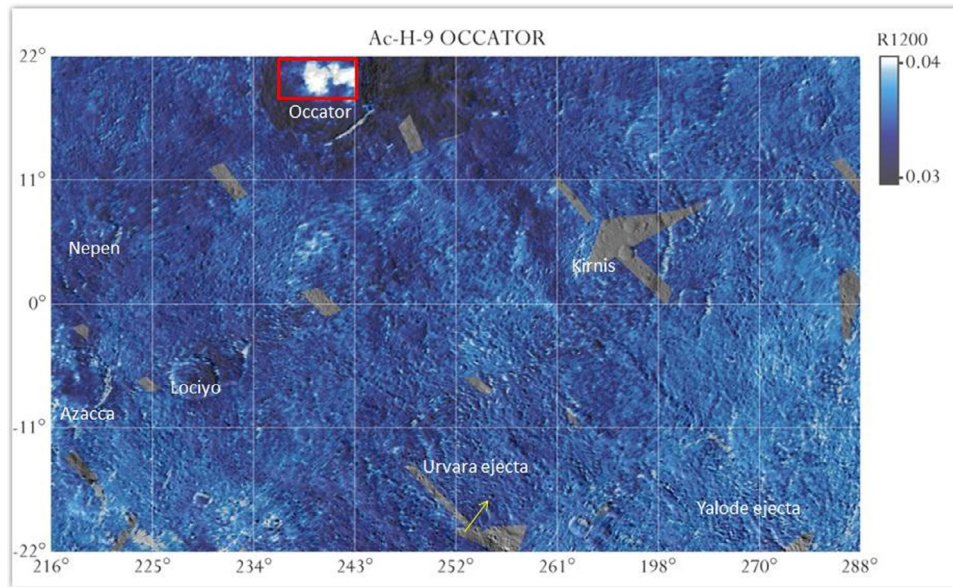 Ac-H-9 OCCATOR
R1200
22°
0.04
Occator
11°
0.03
Nepen
Kirnis
0°
Lociyo
Azacca
-11°
Urvara ejecta
Yalode ejecta
-22°
216° 225° 234° 243° 252° 261° 198° 270° 288°